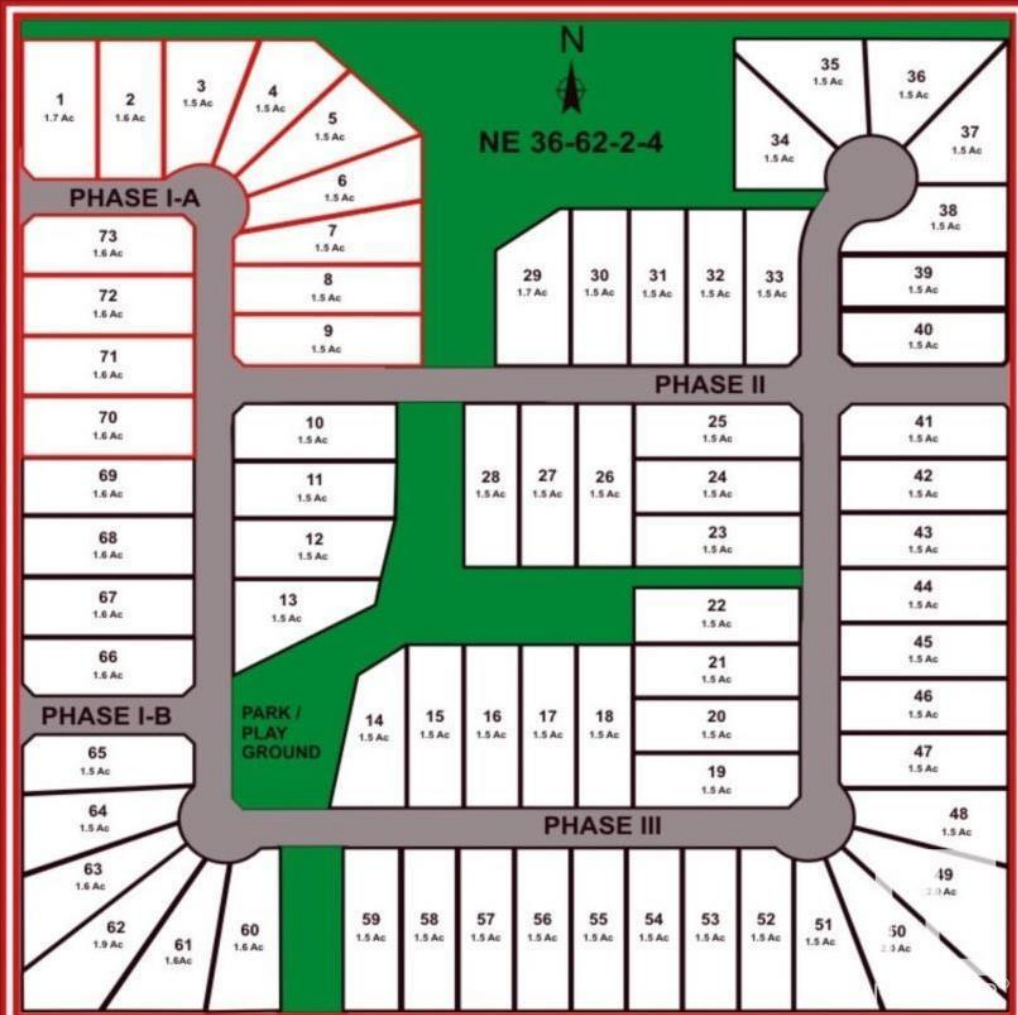 N
NE 36-62-2-4
1
1.7 Ac
2
1.6 Ac
3
1.5 Ac
4
1.5 Ac
5
1.5 Ac
6
1.5 Ac
7
1.5 Ac
8
1.5 Ac
9
1.5 Ac
PHASE I-A
73
1.6 Ac
72
1.6 Ac
71
1.6 Ac
70
1.6 Ac
69
1.6 Ac
68
1.6 Ac
67
1.6 Ac
66
1.6 Ac
35
1.5 Ac
36
1.5 Ac
34
1.5 Ac
37
1.5 Ac
38
1.5 Ac
39
1.5 Ac
40
1.5 Ac
29
1.7 Ac
30
1.5 Ac
31
1.5 Ac
32
1.5 Ac
33
1.5 Ac
PHASE II
10
1.5 Ac
11
1.5 Ac
12
1.5 Ac
13
1.5 Ac
28
1.5 Ac
27
1.5 Ac
26
1.5 Ac
25
1.5 Ac
24
1.5 Ac
23
1.5 Ac
22
1.5 Ac
21
1.5 Ac
20
1.5 Ac
19
1.5 Ac
41
1.5 Ac
42
1.5 Ac
43
1.5 Ac
44
1.5 Ac
45
1.5 Ac
46
1.5 Ac
47
1.5 Ac
48
1.5 Ac
49
2.0 Ac
50
2.0 Ac
PHASE I-B
PARK /
PLAY
GROUND
14
1.5 Ac
15
1.5 Ac
16
1.5 Ac
17
1.5 Ac
18
1.5 Ac
PHASE III
65
1.5 Ac
64
1.5 Ac
63
1.6 Ac
62
1.9 Ac
61
1.6Ac
60
1.6 Ac
59
1.5 Ac
58
1.5 Ac
57
1.5 Ac
56
1.5 Ac
55
1.5 Ac
54
1.5 Ac
53
1.5 Ac
52
1.5 Ac
51
1.5 Ac